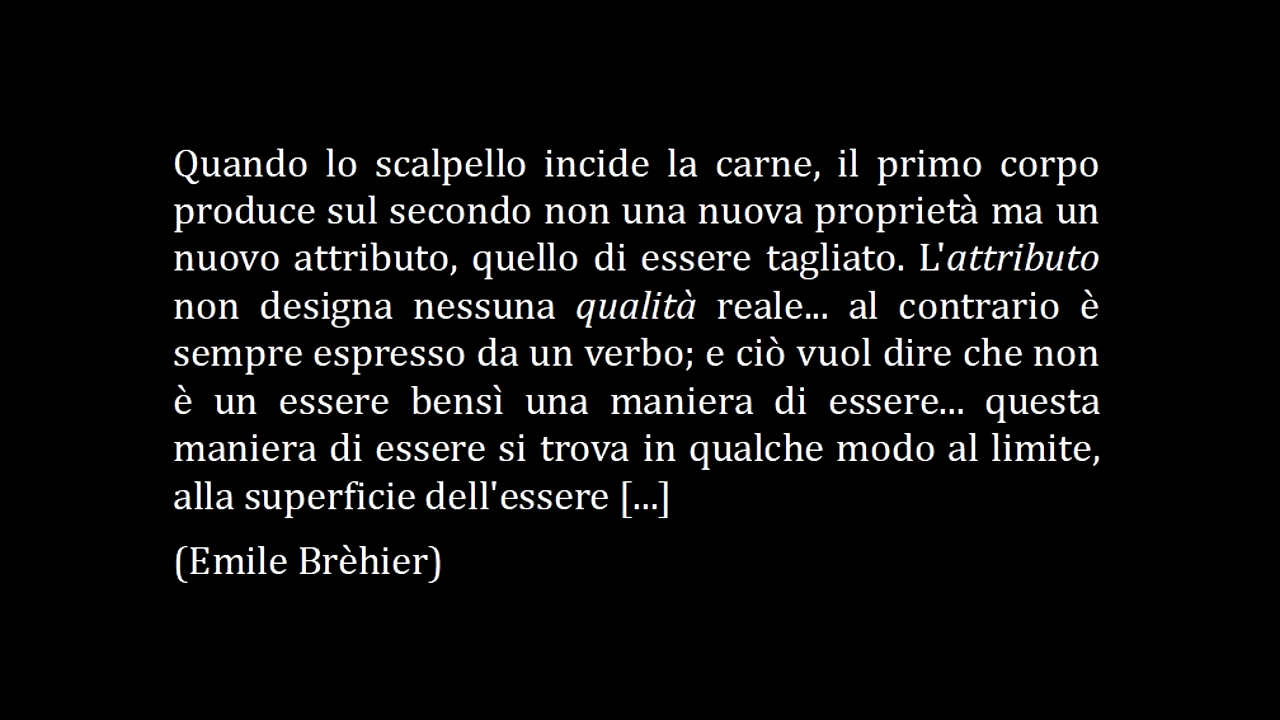 Quando lo scalpello incide la carne, il primo corpo
produce sul secondo non una nuova proprietà ma un
nuovo attributo, quello di essere tagliato. L'attributo
non designa nessuna qualità reale... al contrario è
sempre espresso da un verbo; e ciò vuol dire che non
è un essere bensì una maniera di essere... questa
maniera di essere si trova in qualche modo al limite,
alla superficie dell'essere [...]
(Emile Brèhier)